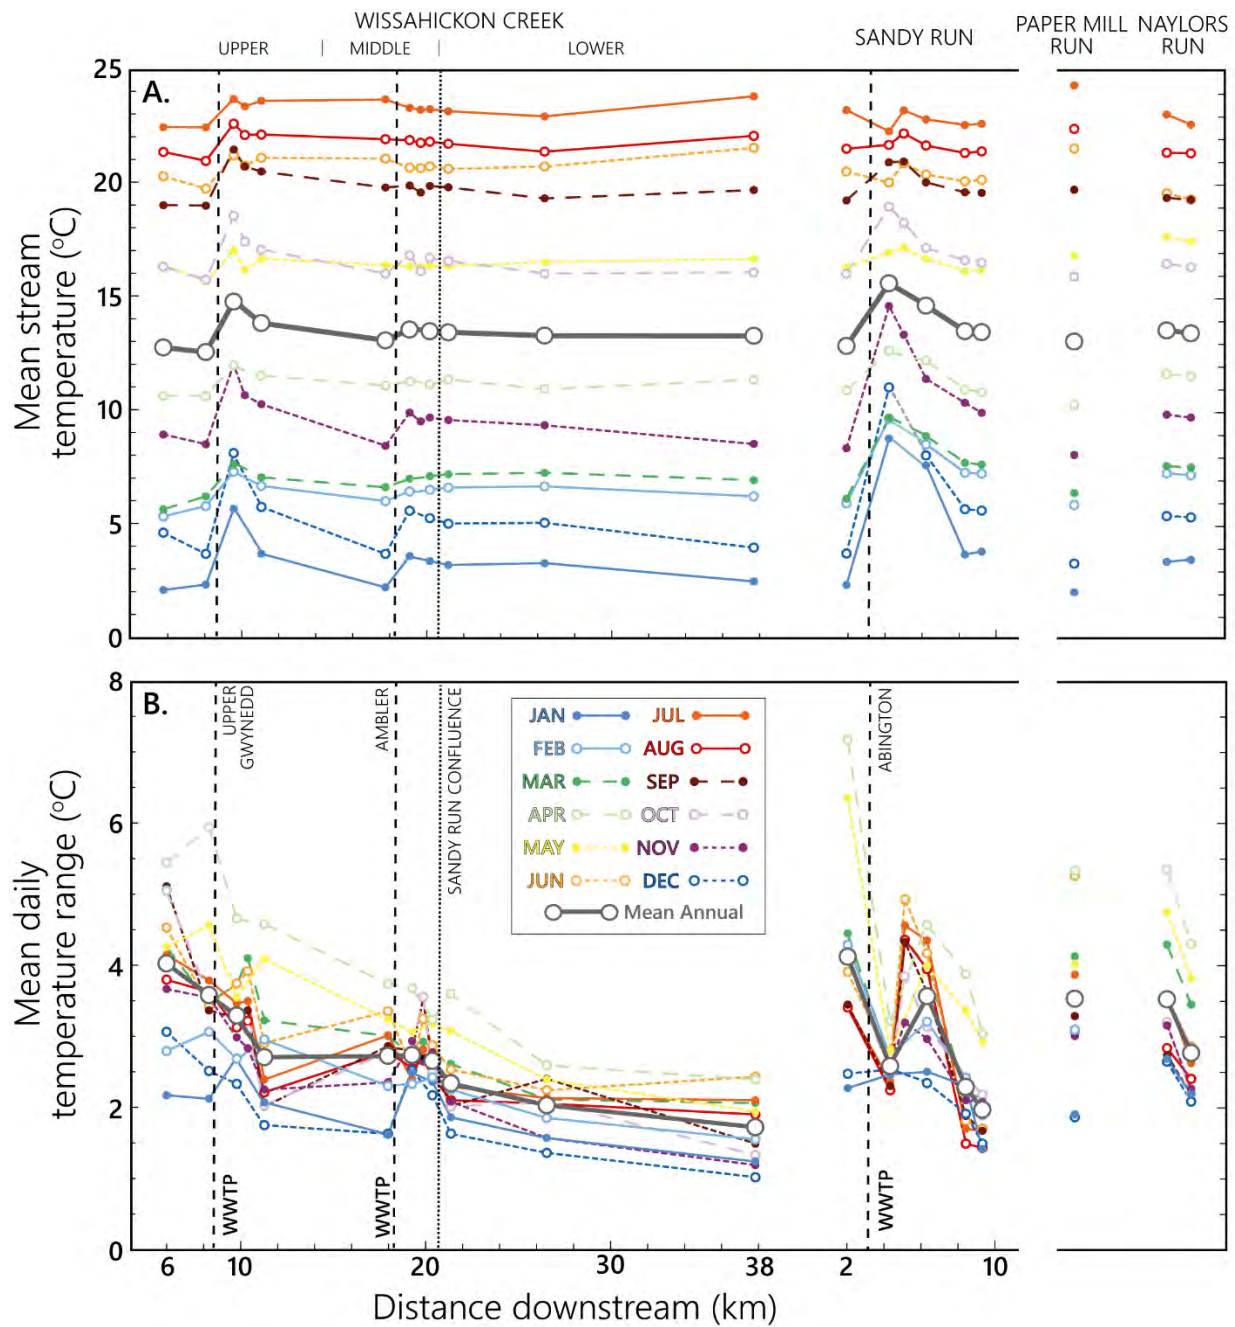 WISSAHICKON CREEK
UPPER | MIDDLE | LOWER
SANDY RUN
PAPER MILL
RUN
NAYLORS
RUN
A.
25
20
15
10
5
0
Mean stream
temperature (ºC)
B.
8
6
4
2
0
Mean daily
temperature range (ºC)
UPPER
GWYNEDD
AMBLER
SANDY RUN CONFLUENCE
ABINGTON
JAN JUL
FEB AUG
MAR SEP
APR OCT
MAY NOV
JUN DEC
Mean Annual
WWTP
WWTP
WWTP
6 10 20 30 38 2 10
Distance downstream (km)